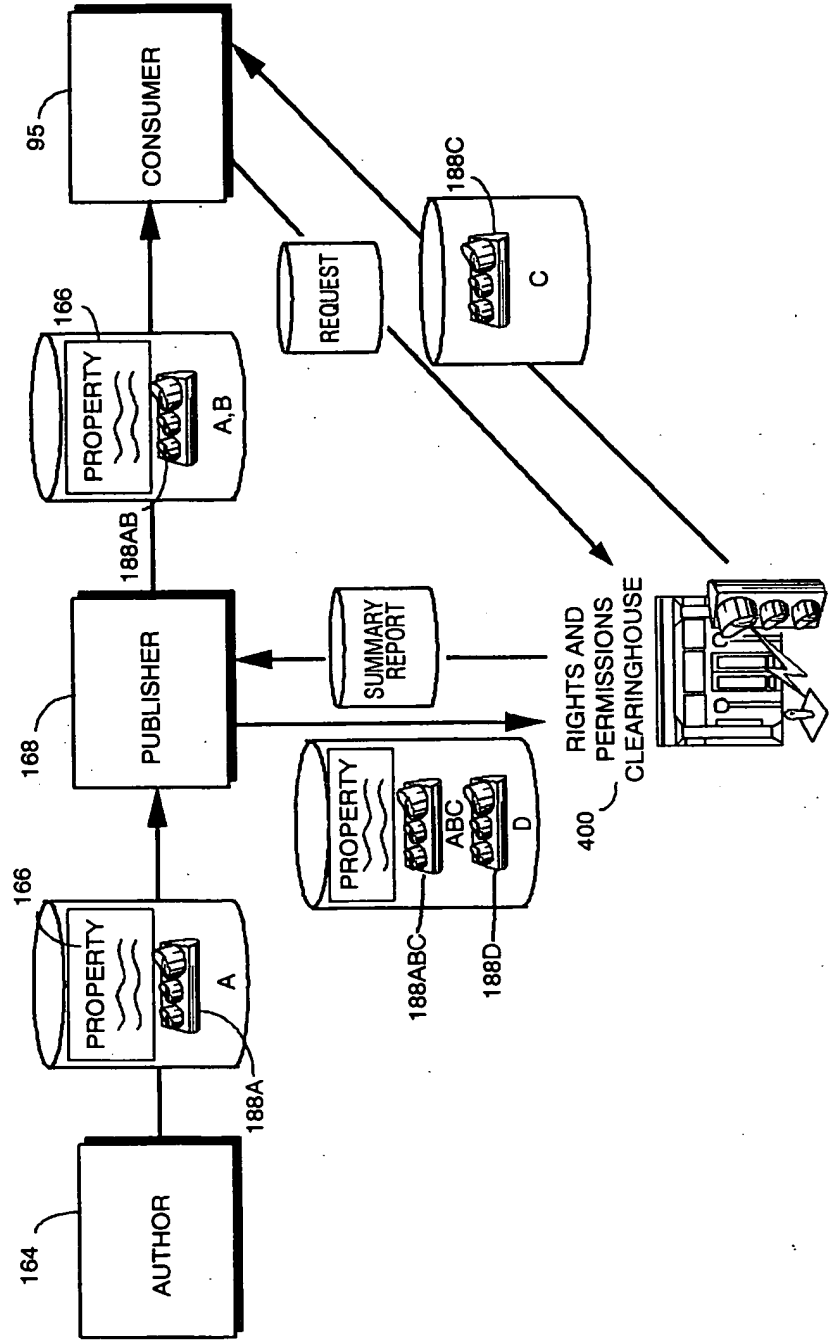 164
AUTHOR
166
PROPERTY
A
188A
168
PUBLISHER
188AB
166
PROPERTY
A,B
95
CONSUMER
PROPERTY
188ABC
ABC
188D
D
SUMMARY
REPORT
REQUEST
188C
C
400
RIGHTS AND
PERMISSIONS
CLEARINGHOUSE